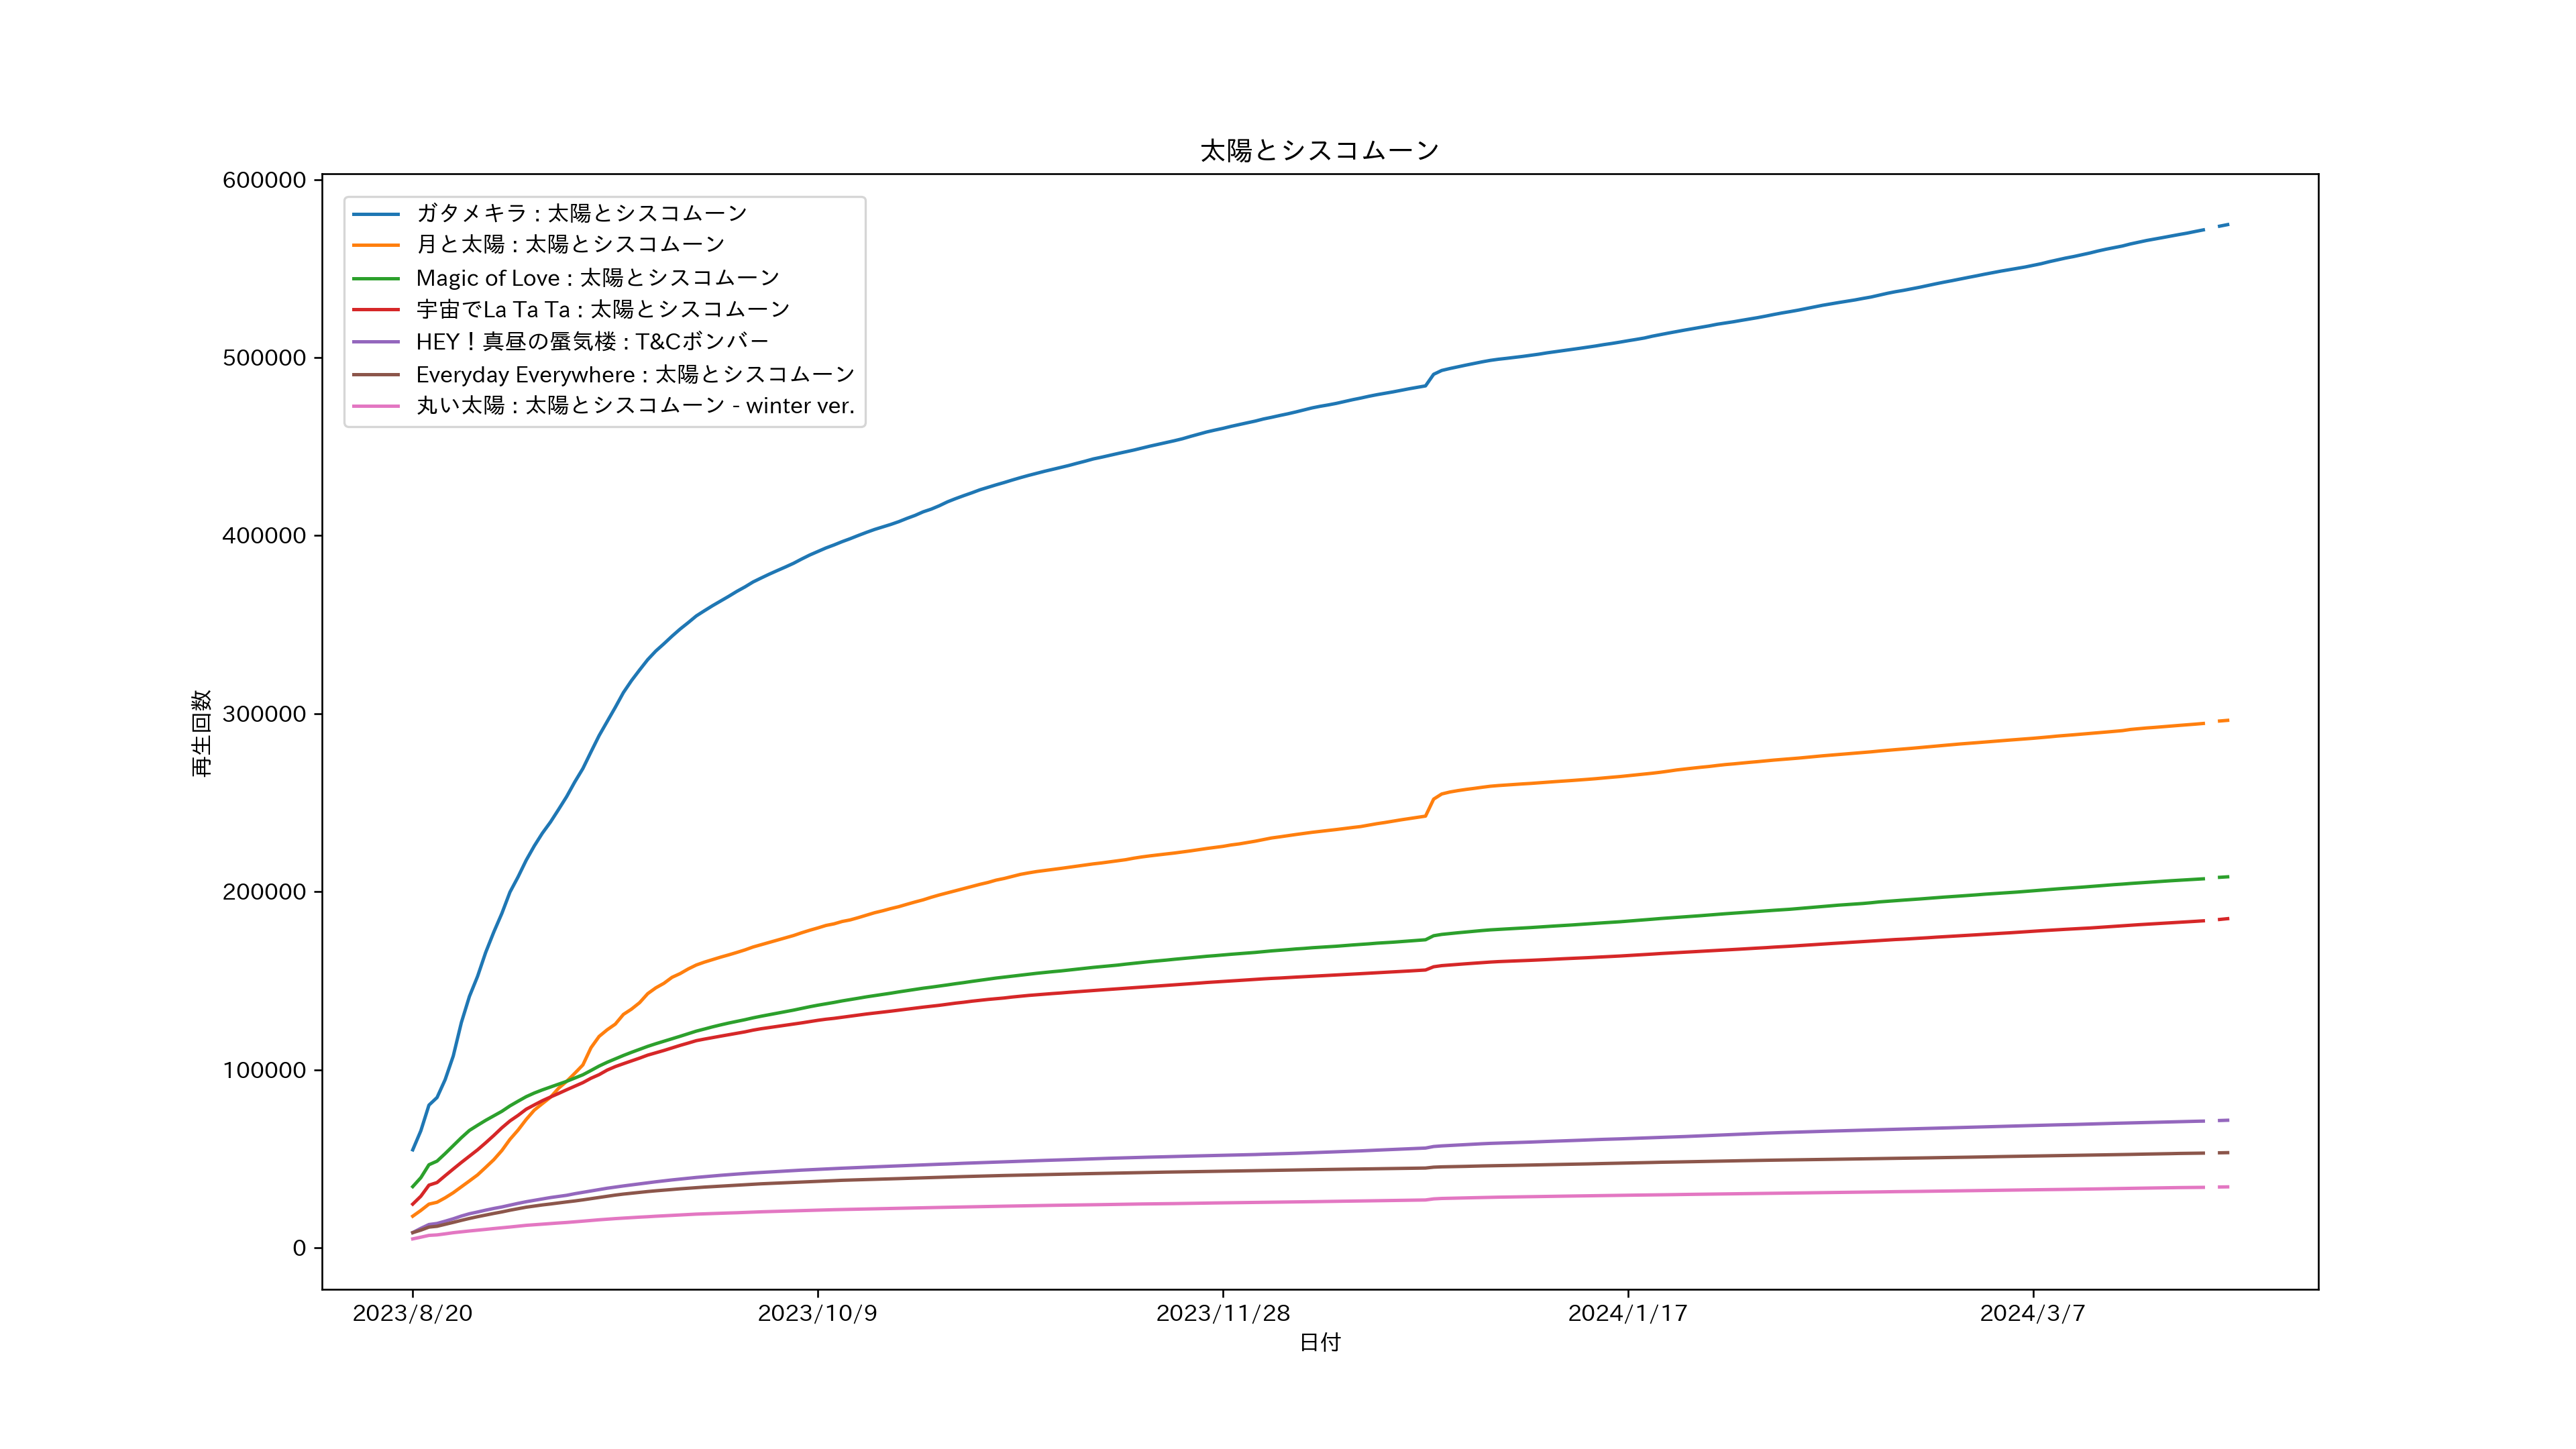 太陽とシスコムーン
600000
500000
400000
300000
200000
100000
0
再生回数
ガタメキラ : 太陽とシスコムーン
月と太陽 : 太陽とシスコムーン
Magic of Love : 太陽とシスコムーン
宇宙でLa Ta Ta : 太陽とシスコムーン
HEY！真昼の蜃気楼 : T&Cボンバー
Everyday Everywhere : 太陽とシスコムーン
丸い太陽 : 太陽とシスコムーン - winter ver.
2023/8/20
2023/10/9
2023/11/28
2024/1/17
2024/3/7
日付